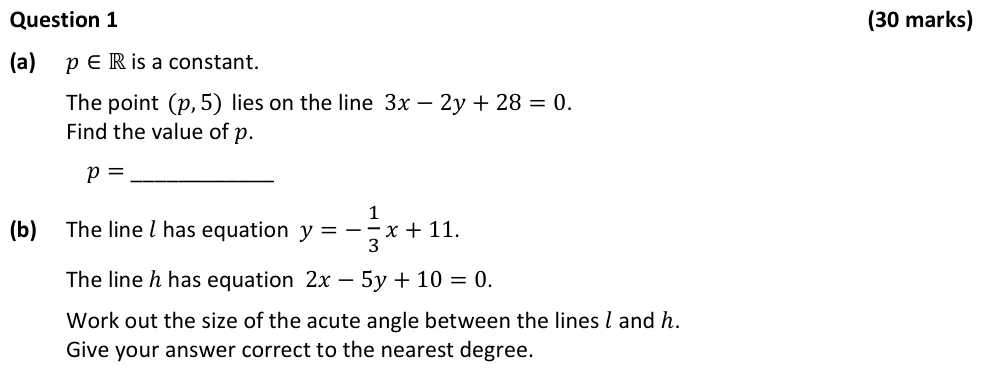 Question 1 (30 marks)
(a) p ∈ ℝ is a constant.
The point (p, 5) lies on the line 3x − 2y + 28 = 0.
Find the value of p.
p = ____________
(b) The line l has equation y = −1/3 x + 11.
The line h has equation 2x − 5y + 10 = 0.
Work out the size of the acute angle between the lines l and h.
Give your answer correct to the nearest degree.